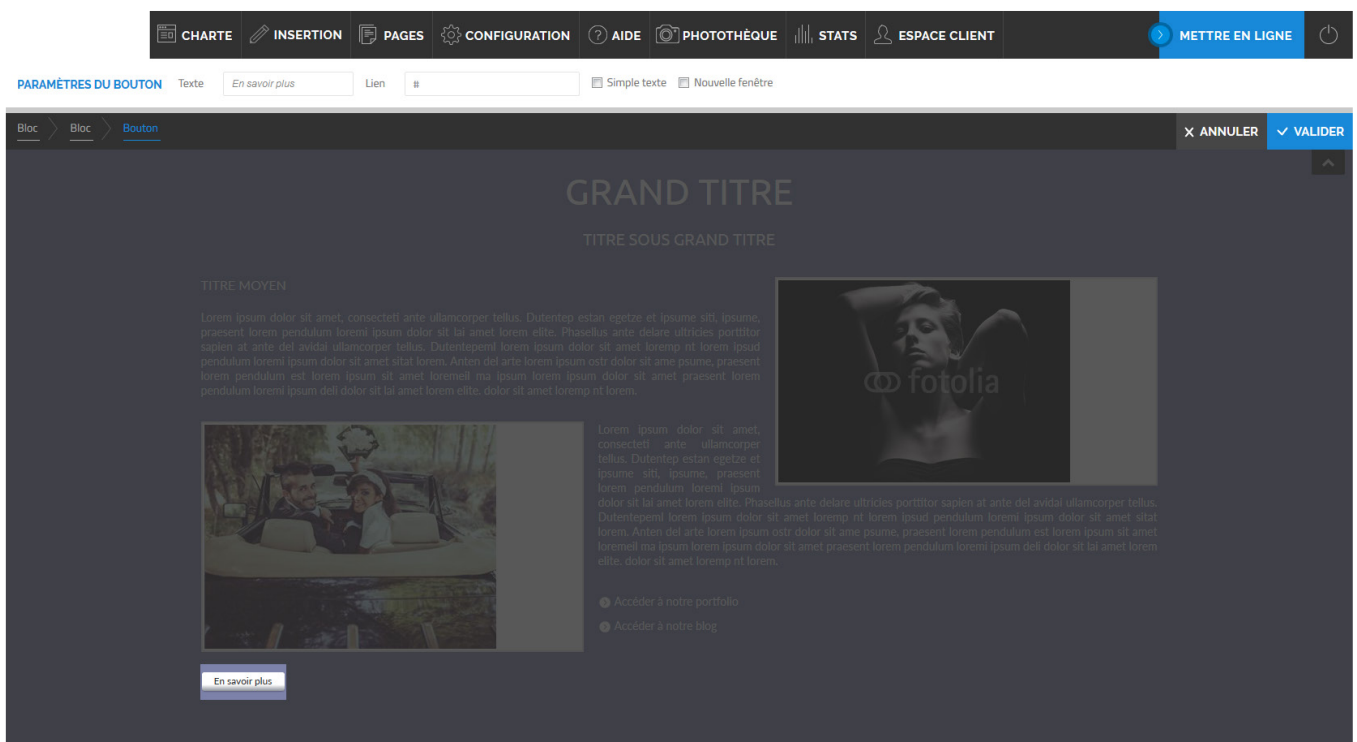 CHARTE INSERTION PAGES CONFIGURATION ? AIDE PHOTOTHÈQUE STATS ESPACE CLIENT METTRE EN LIGNE
PARAMÈTRES DU BOUTON Texte En savoir plus Lien # Simple texte Nouvelle fenêtre
Bloc Bloc Bouton X ANNULER VALIDER
GRAND TITRE
TITRE SOUS GRAND TITRE
TITRE MOYEN
Lorem ipsum dolor sit amet, consecteti ante ullamcorper tellus. Dutentep estan egetze et ipsume siti, ipsume,
praesent lorem pendulum loremi ipsum dolor sit lai amet lorem elite. Phasellus ante delare ultricies porttitor
sapien at ante del avidal ullamcorper tellus. Dutentepemi lorem ipsum dolor sit amet loremp nt lorem ipsud
pendulum loremi ipsum dolor sit amet sitat lorem. Anten del arte lorem ipsum ostr dolor sit ame psume, praesent
lorem pendulum est lorem ipsum sit amet loremeil ma ipsum lorem ipsum dolor sit amet praesent lorem
pendulum loremi ipsum deli dolor sit lai amet lorem elite. dolor sit amet loremp nt lorem.
fotolia
Lorem ipsum dolor sit amet,
consecteti ante ullamcorper
tellus. Dutentep estan egetze et
ipsume siti, ipsume, praesent
lorem pendulum loremi ipsum
dolor sit lai amet lorem elite. Phasellus ante delare ultricies porttitor sapien at ante del avidal ullamcorper tellus.
Dutentepemi lorem ipsum dolor sit amet loremp nt lorem ipsud pendulum loremi ipsum dolor sit amet sitat
lorem. Anten del arte lorem ipsum ostr dolor sit ame psume, praesent lorem pendulum est lorem ipsum sit amet
loremeil ma ipsum lorem ipsum dolor sit amet praesent lorem pendulum loremi ipsum deli dolor sit lai amet lorem
elite. dolor sit amet loremp nt lorem.
Accéder à notre portfolio
Accéder à notre blog
En savoir plus